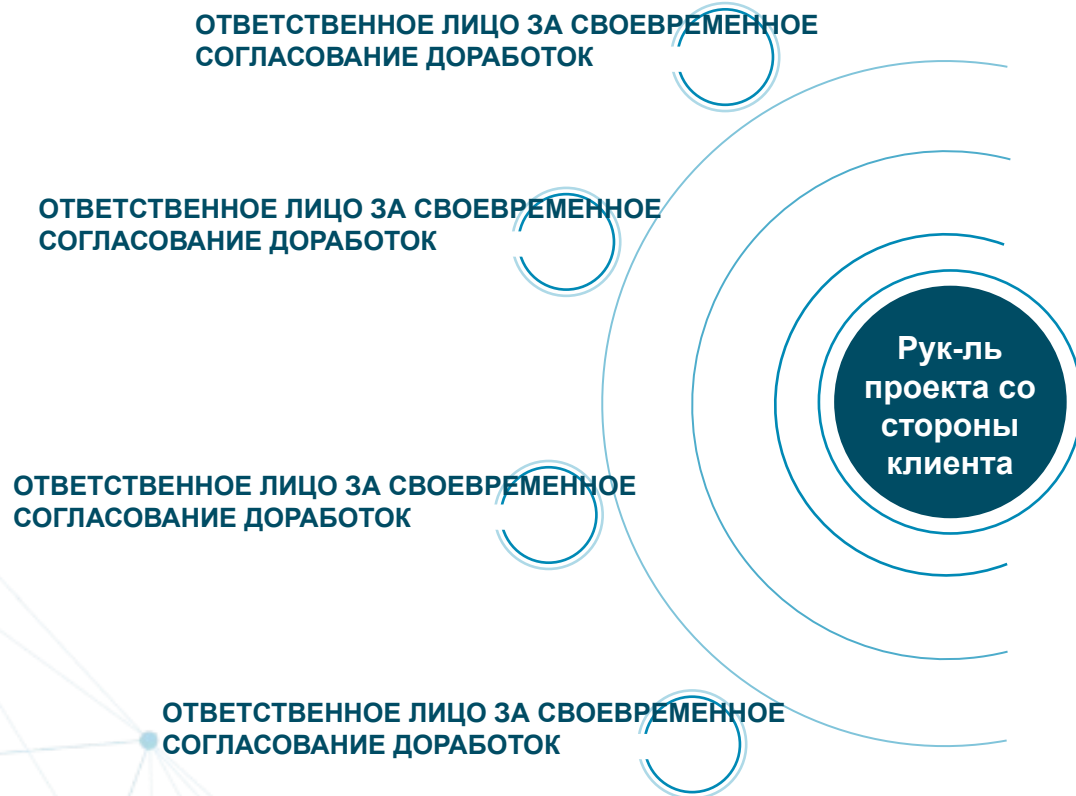 ОТВЕТСТВЕННОЕ ЛИЦО ЗА СВОЕВРЕМЕННОЕ
СОГЛАСОВАНИЕ ДОРАБОТОК
ОТВЕТСТВЕННОЕ ЛИЦО ЗА СВОЕВРЕМЕННОЕ
СОГЛАСОВАНИЕ ДОРАБОТОК
Рук-ль
проекта со
стороны
клиента
ОТВЕТСТВЕННОЕ ЛИЦО ЗА СВОЕВРЕМЕННОЕ
СОГЛАСОВАНИЕ ДОРАБОТОК
ОТВЕТСТВЕННОЕ ЛИЦО ЗА СВОЕВРЕМЕННОЕ
СОГЛАСОВАНИЕ ДОРАБОТОК